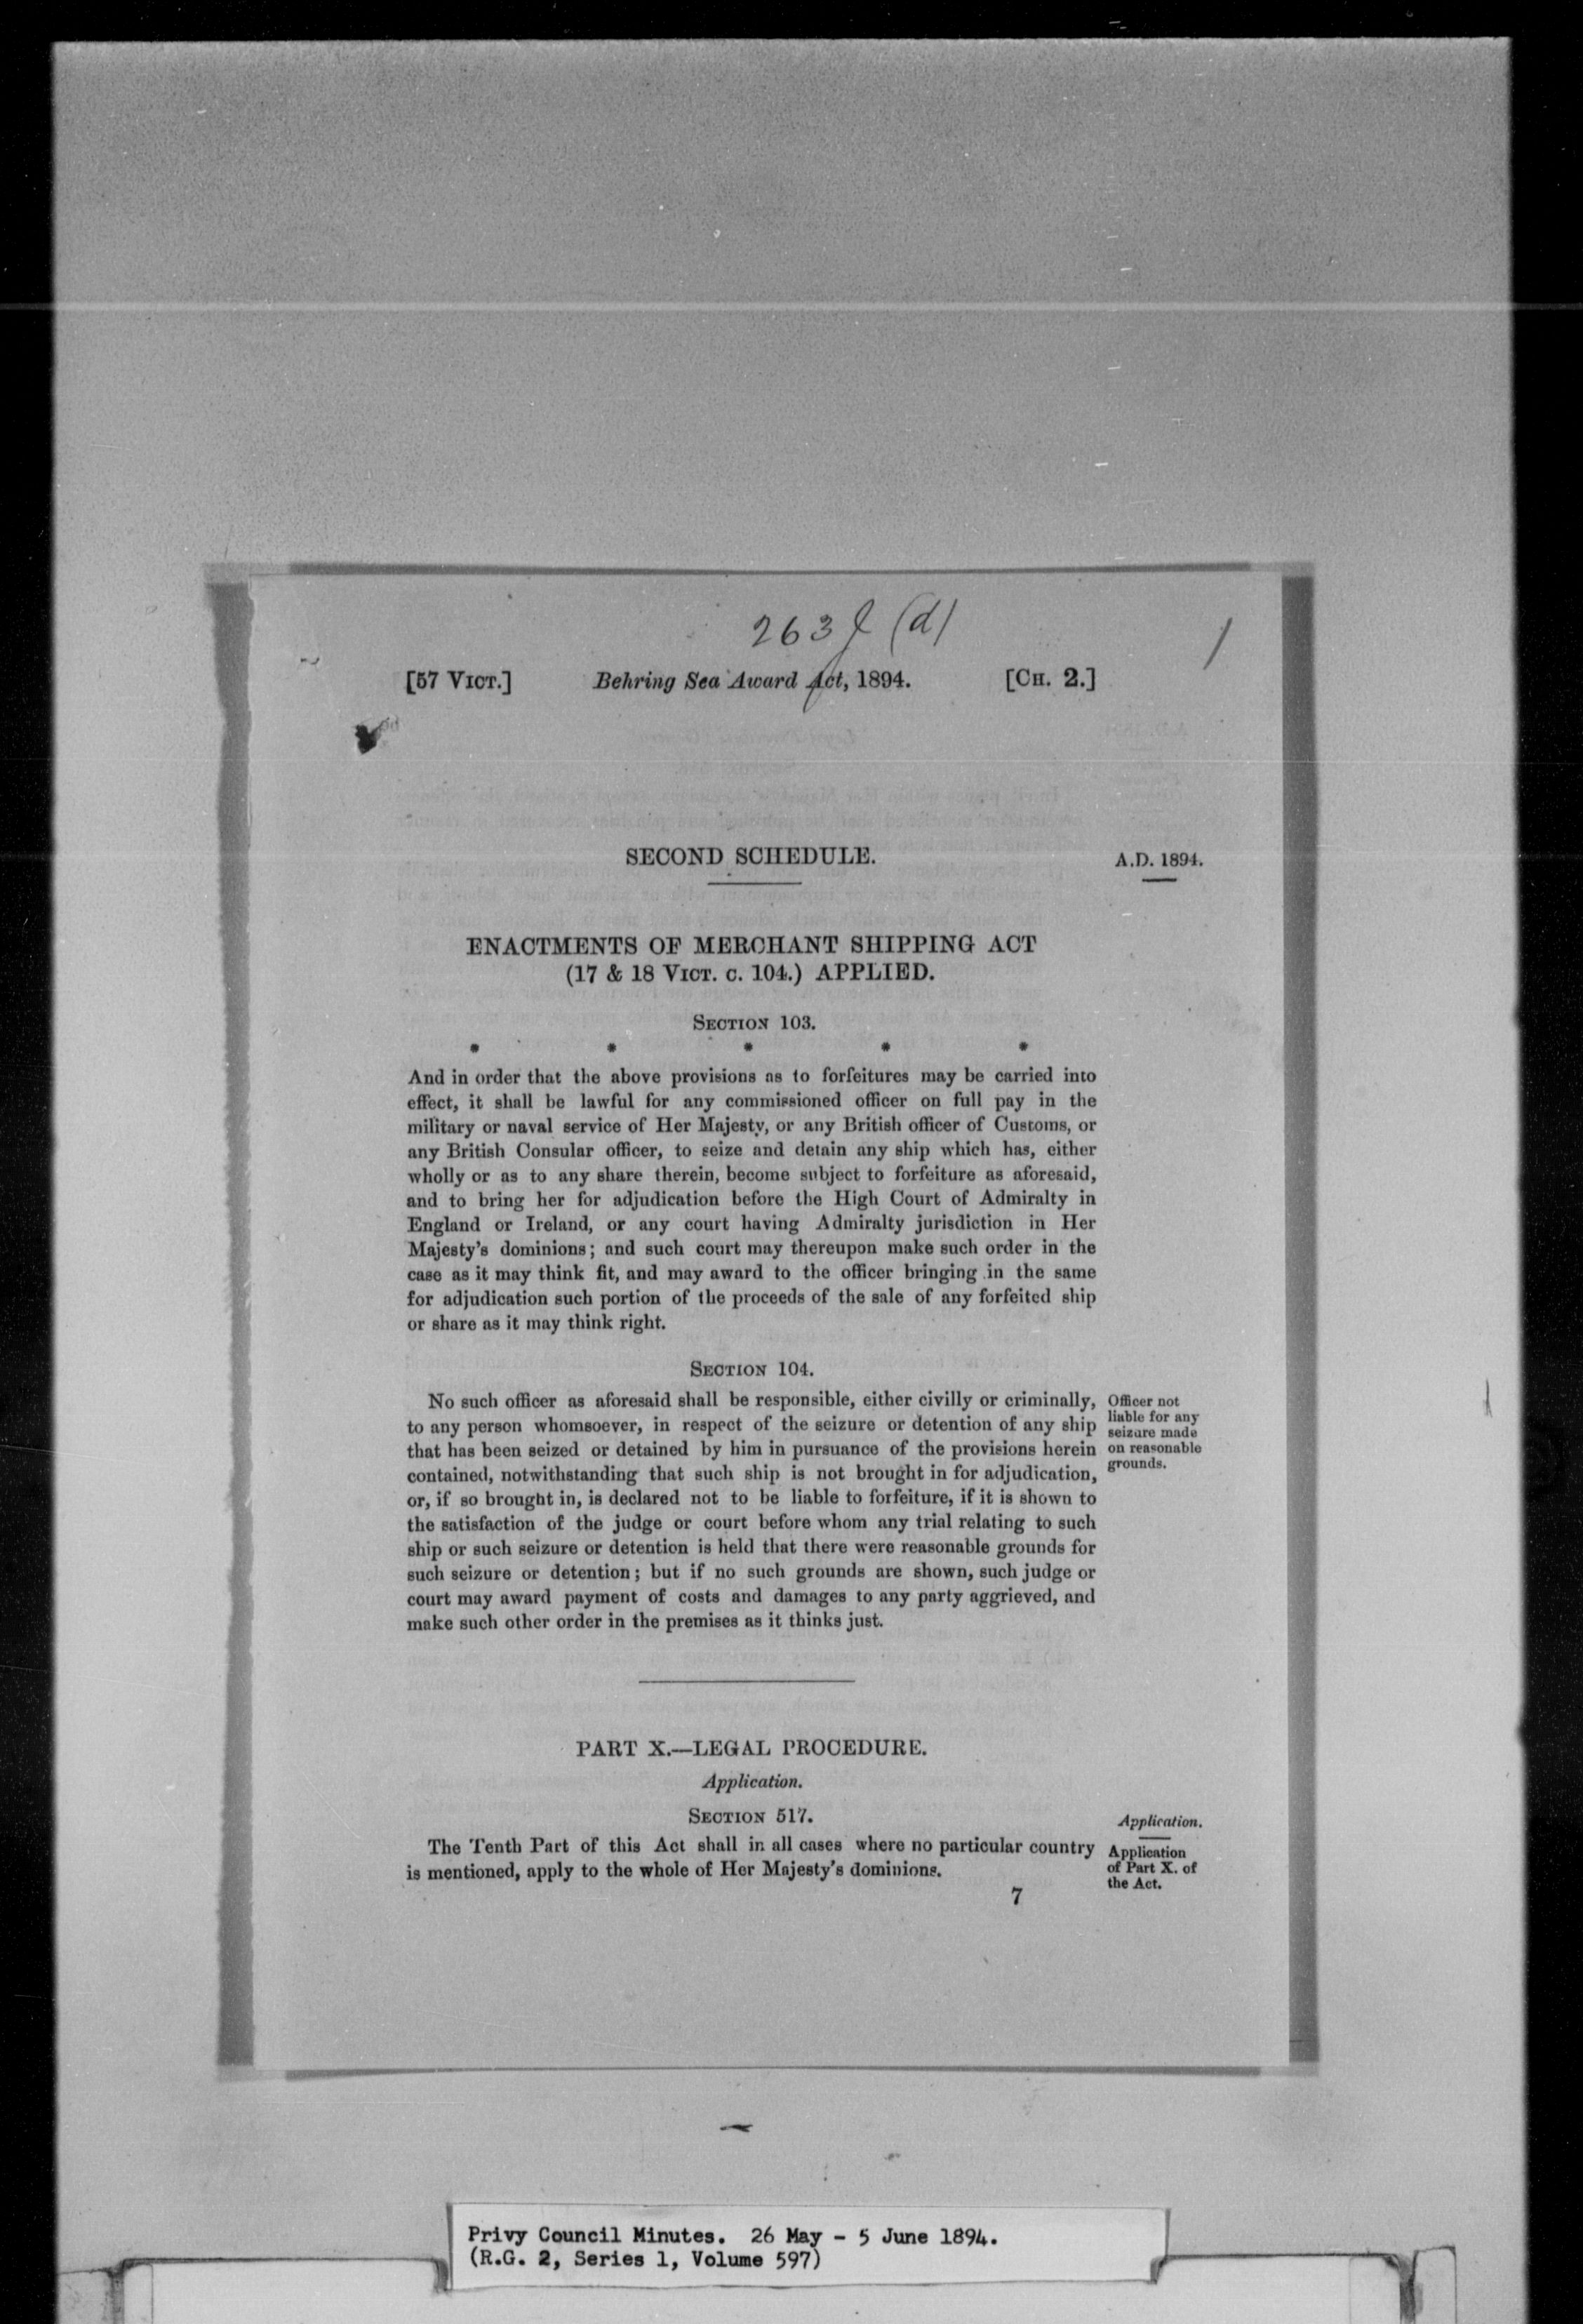 263 l (d)
[57 VICT.] Behring Sea Award Act, 1894. [CH. 2.]
SECOND SCHEDULE.
A.D. 1894.
ENACTMENTS OF MERCHANT SHIPPING ACT
(17 & 18 VICT. C. 104.) APPLIED.
SECTION 103.
* * * * *
And in order that the above provisions as to forfeitures may be carried into
effect, it shall be lawful for any commissioned officer on full pay in the
military or naval service of Her Majesty, or any British officer of Customs, or
any British Consular officer, to seize and detain any ship which has, either
wholly or as to any share therein, become subject to forfeiture as aforesaid,
and to bring her for adjudication before the High Court of Admiralty in
England or Ireland, or any court having Admiralty jurisdiction in Her
Majesty's dominions; and such court may thereupon make such order in the
case as it may think fit, and may award to the officer bringing in the same
for adjudication such portion of the proceeds of the sale of any forfeited ship
or share as it may think right.
SECTION 104.
No such officer as aforesaid shall be responsible, either civilly or criminally,
to any person whomsoever, in respect of the seizure or detention of any ship
that has been seized or detained by him in pursuance of the provisions herein
contained, notwithstanding that such ship is not brought in for adjudication,
or, if so brought in, is declared not to be liable to forfeiture, if it is shown to
the satisfaction of the judge or court before whom any trial relating to such
ship or such seizure or detention is held that there were reasonable grounds for
such seizure or detention; but if no such grounds are shown, such judge or
court may award payment of costs and damages to any party aggrieved, and
make such other order in the premises as it thinks just.
Officer not
liable for any
seizure made
on reasonable
grounds.
PART X.—LEGAL PROCEDURE.
Application.
SECTION 517.
The Tenth Part of this Act shall in all cases where no particular country
is mentioned, apply to the whole of Her Majesty's dominions.
Application.
Application
of Part X. of
the Act.
7
Privy Council Minutes. 26 May - 5 June 1894.
(R.G. 2, Series 1, Volume 597)